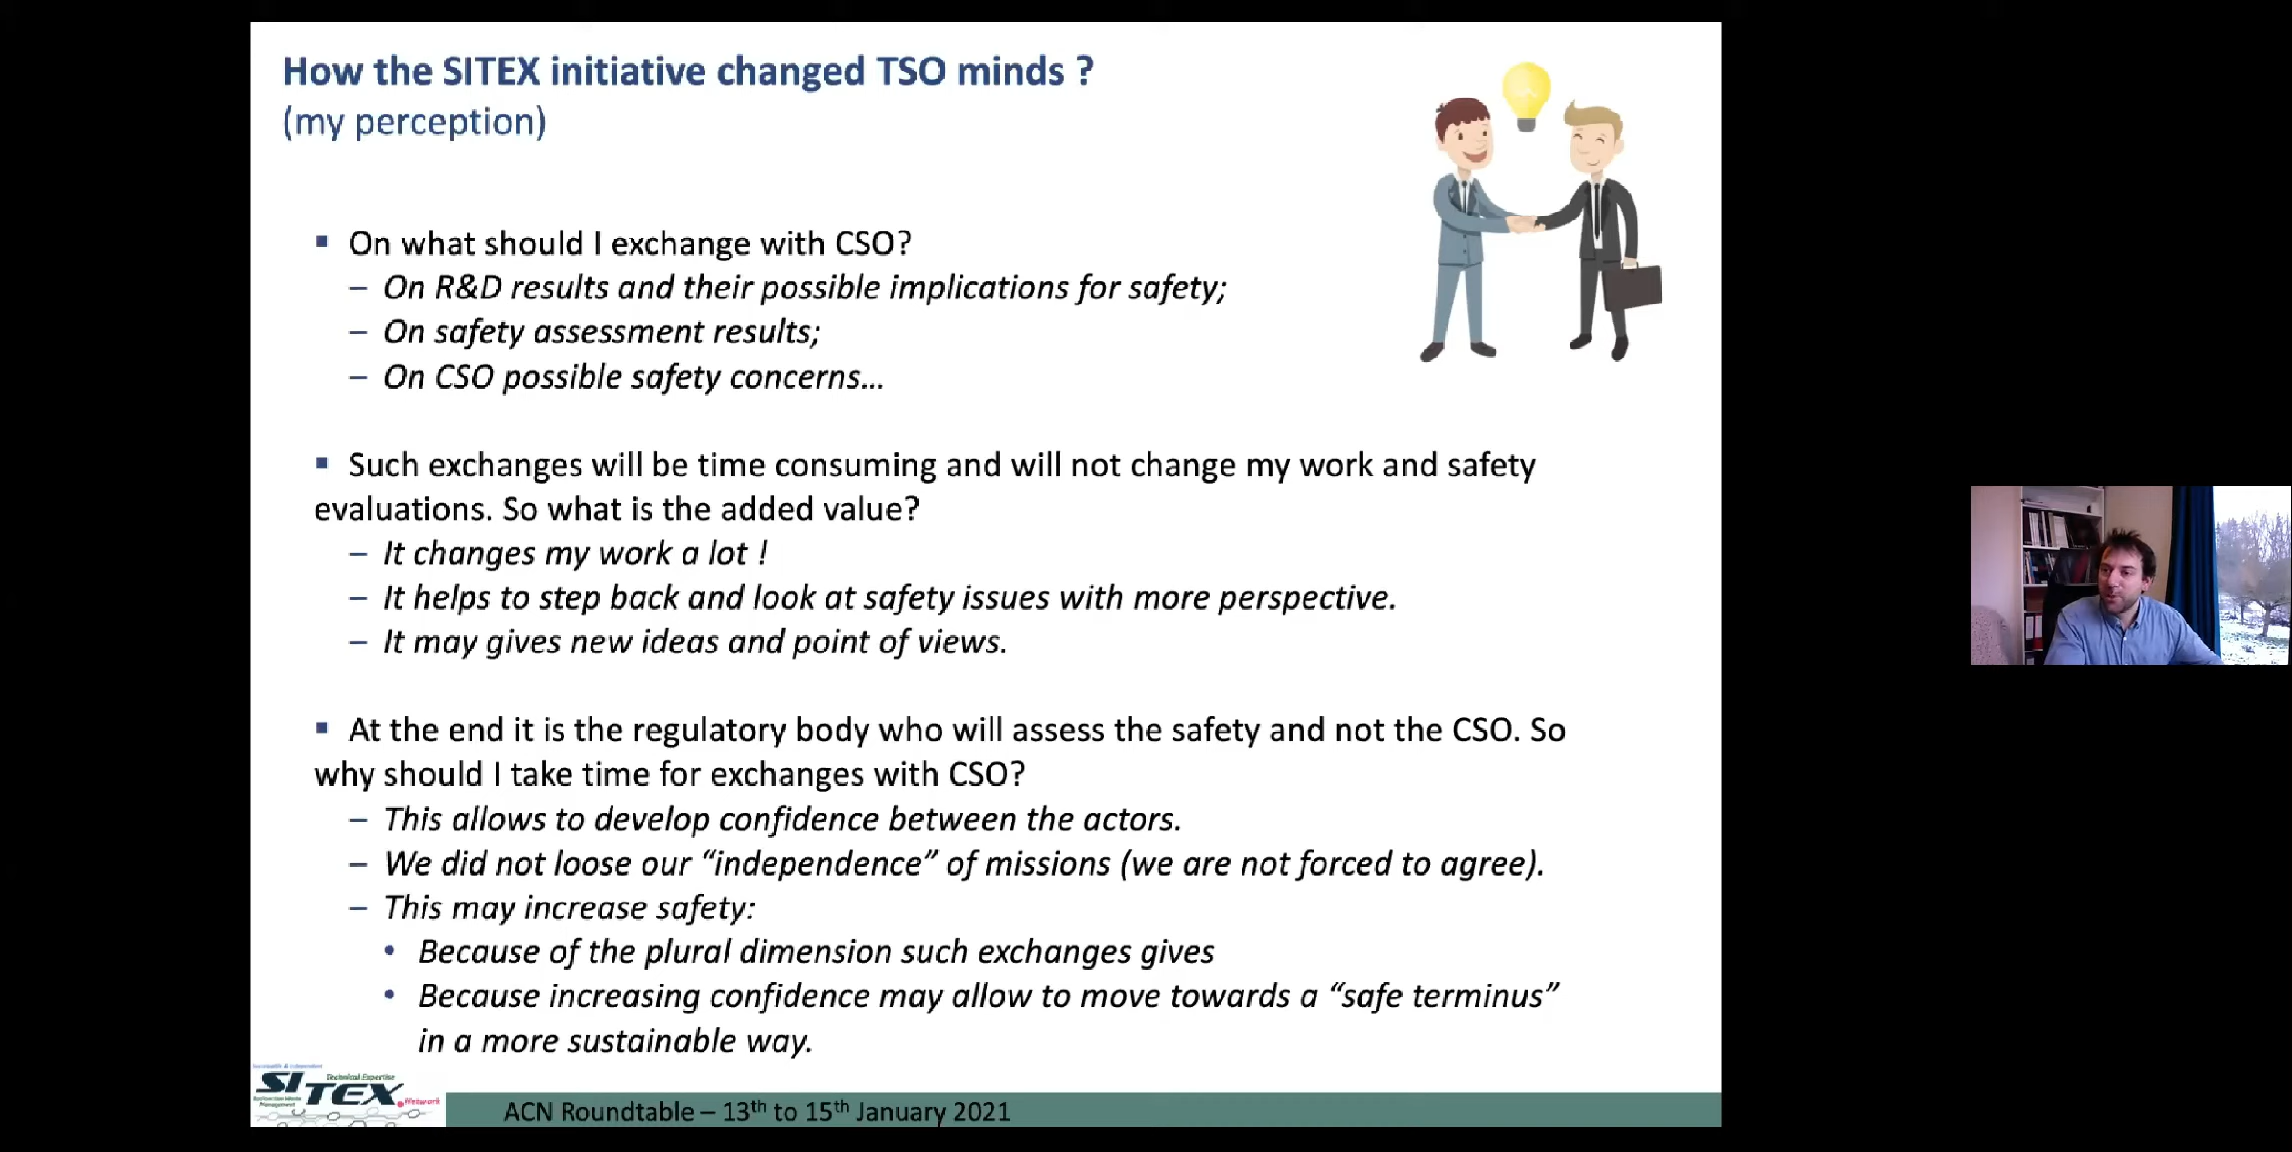 How the SITEX initiative changed TSO minds ?
(my perception)
▪ On what should I exchange with CSO?
– On R&D results and their possible implications for safety;
– On safety assessment results;
– On CSO possible safety concerns...
▪ Such exchanges will be time consuming and will not change my work and safety
evaluations. So what is the added value?
– It changes my work a lot !
– It helps to step back and look at safety issues with more perspective.
– It may gives new ideas and point of views.
▪ At the end it is the regulatory body who will assess the safety and not the CSO. So
why should I take time for exchanges with CSO?
– This allows to develop confidence between the actors.
– We did not loose our “independence” of missions (we are not forced to agree).
– This may increase safety:
• Because of the plural dimension such exchanges gives
• Because increasing confidence may allow to move towards a “safe terminus”
in a more sustainable way.
Technical Expertise
SITEX
Management
Network
ACN Roundtable – 13th to 15th January 2021